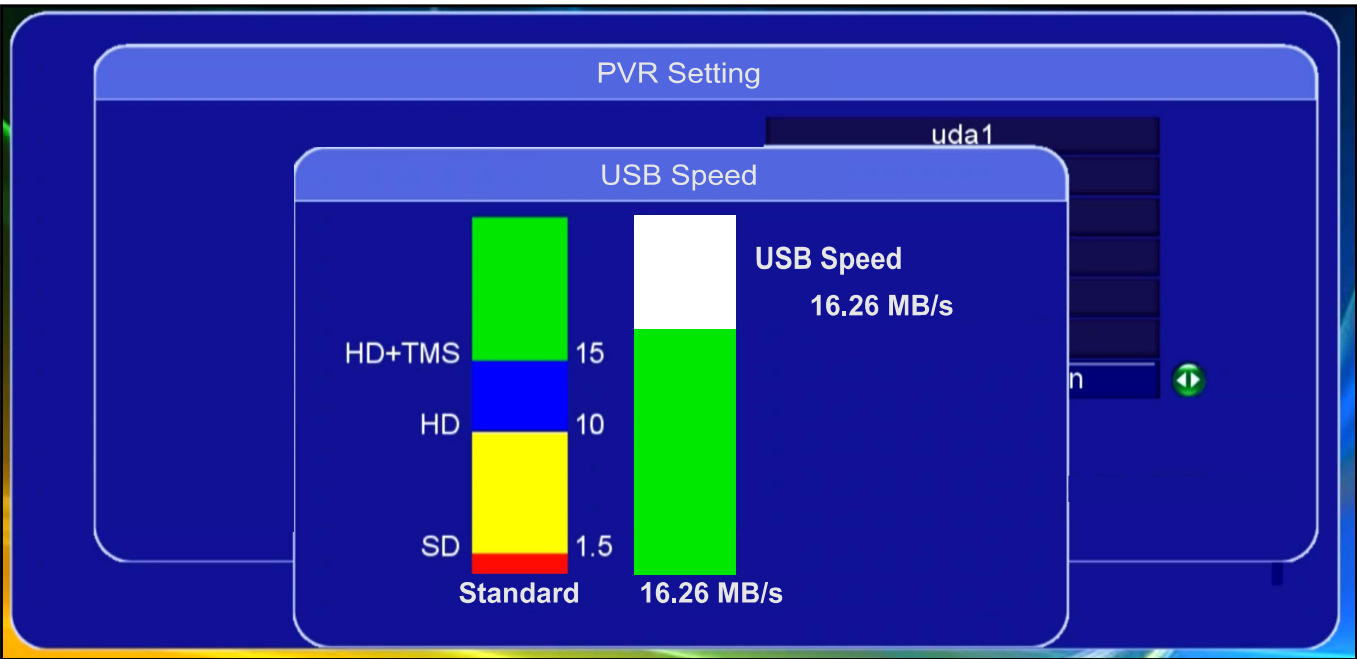 PVR Setting
uda1
USB Speed
USB Speed
16.26 MB/s
HD+TMS 15
HD 10
n
SD 1.5
Standard 16.26 MB/s